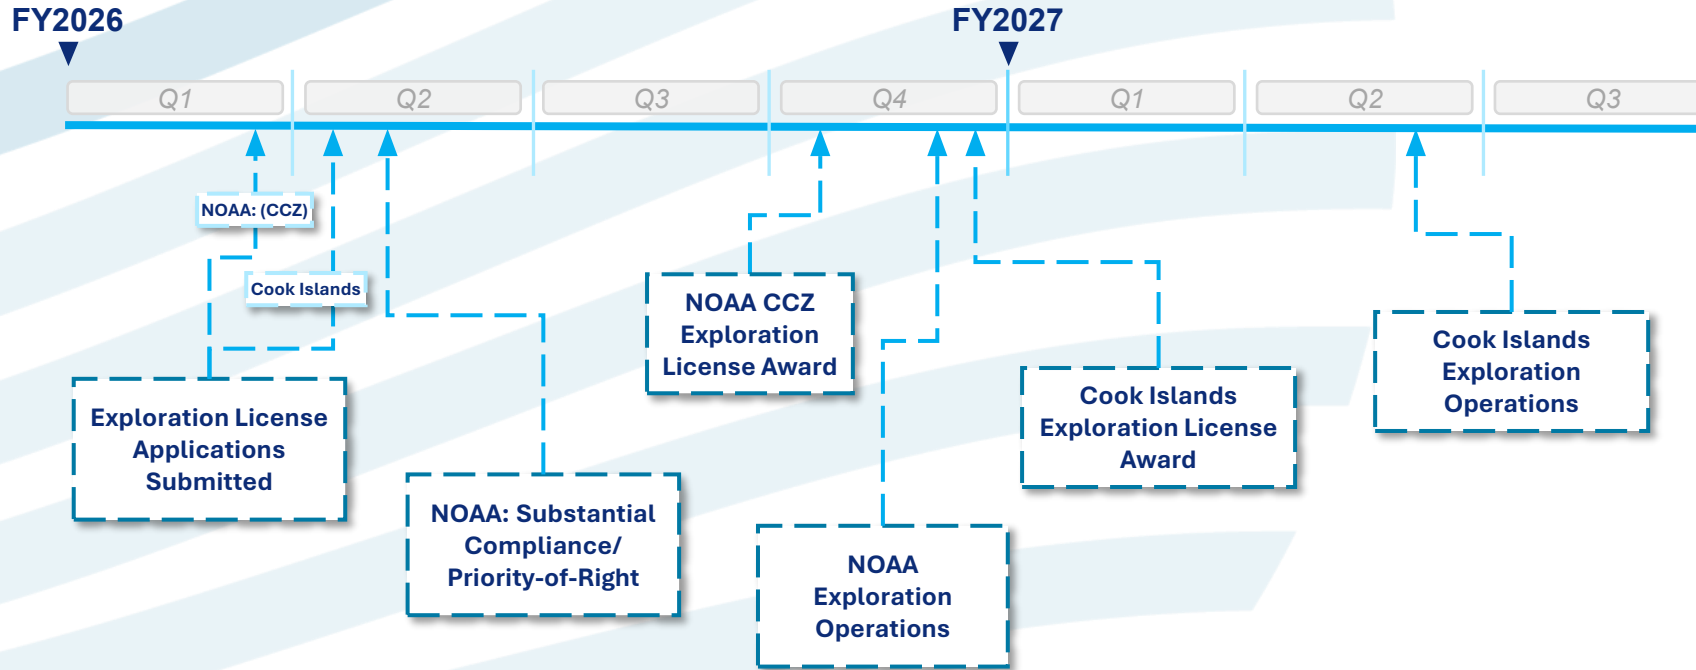 FY2026
FY2027
Q1
Q2
Q3
Q4
Q1
Q2
Q3
NOAA: (CCZ)
Cook Islands
Exploration License
Applications
Submitted
NOAA: Substantial
Compliance/
Priority-of-Right
NOAA CCZ
Exploration
License Award
NOAA
Exploration
Operations
Cook Islands
Exploration License
Award
Cook Islands
Exploration
Operations